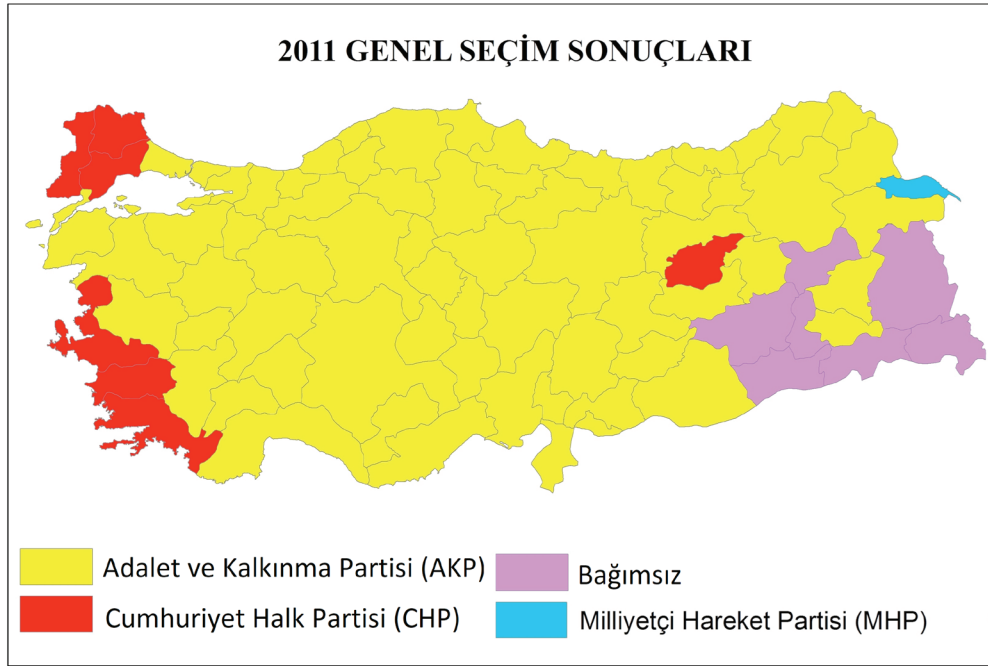 2011 GENEL SEÇİM SONUÇLARI
Adalet ve Kalkınma Partisi (AKP)
Cumhuriyet Halk Partisi (CHP)
Bağımsız
Milliyetçi Hareket Partisi (MHP)